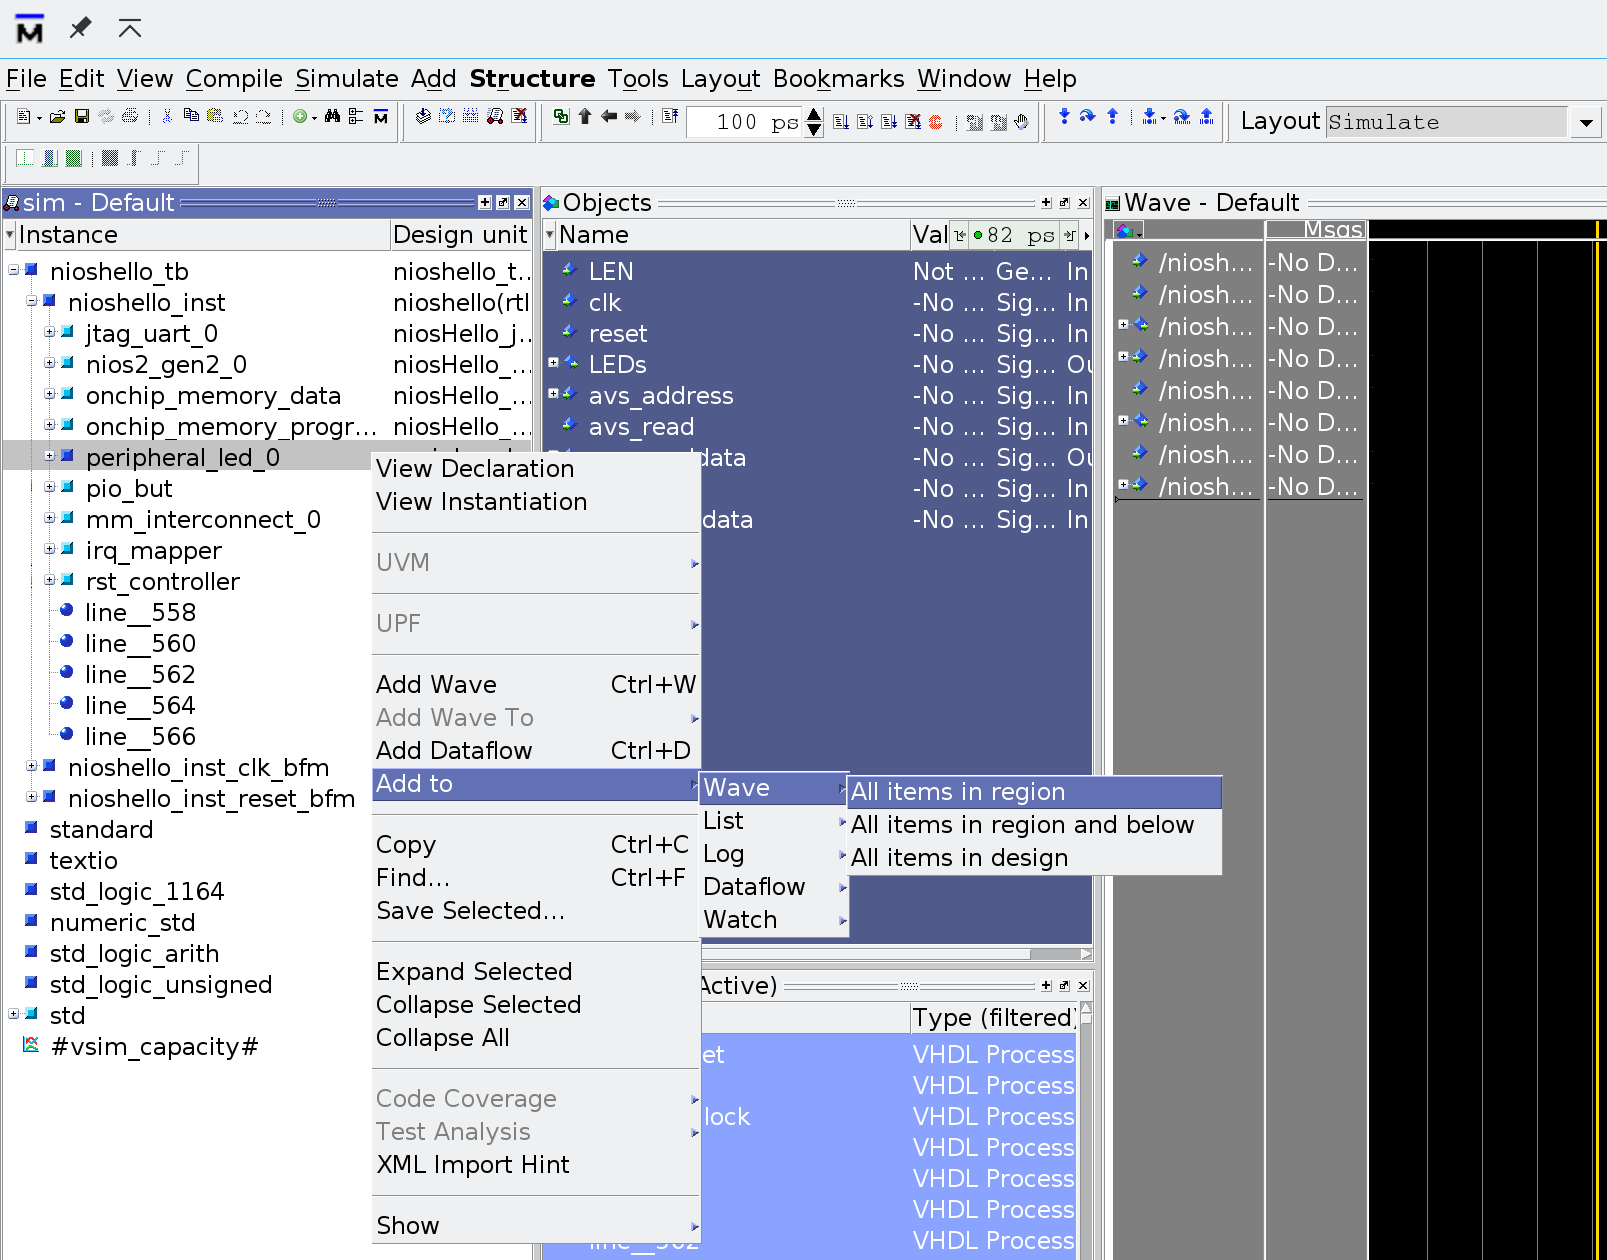 M
File Edit View Compile Simulate Add Structure Tools Layout Bookmarks Window Help
100 ps
Layout Simulate
sim - Default
Instance Design unit
nioshello_tb nioshello_t...
nioshello_inst nioshello(rtl
jtag_uart_0 niosHello_j...
nios2_gen2_0 niosHello_...
onchip_memory_data niosHello_...
onchip_memory_progr... niosHello_...
peripheral_led_0
pio_but
mm_interconnect_0
irq_mapper
rst_controller
line__558
line__560
line__562
line__564
line__566
nioshello_inst_clk_bfm
nioshello_inst_reset_bfm
standard
textio
std_logic_1164
numeric_std
std_logic_arith
std_logic_unsigned
std
#vsim_capacity#
View Declaration
View Instantiation
UVM
UPF
Add Wave Ctrl+W
Add Wave To
Add Dataflow Ctrl+D
Add to
Copy Ctrl+C
Find... Ctrl+F
Save Selected...
Expand Selected
Collapse Selected
Collapse All
Code Coverage
Test Analysis
XML Import Hint
Show
Wave
List
Log
Dataflow
Watch
All items in region
All items in region and below
All items in design
Objects
Name Val 82 ps
LEN Not ... Ge... In
clk -No ... Sig... In
reset -No ... Sig... In
LEDs -No ... Sig... Ou
avs_address -No ... Sig... In
avs_read -No ... Sig... In
data -No ... Sig... Ou
-No ... Sig... In
data -No ... Sig... In
Active)
Type (filtered)
et VHDL Process
VHDL Process
lock VHDL Process
VHDL Process
VHDL Process
VHDL Process
line__562 VHDL Process
Wave - Default
Msgs
/niosh... -No D...
/niosh... -No D...
/niosh... -No D...
/niosh... -No D...
/niosh... -No D...
/niosh... -No D...
/niosh... -No D...
/niosh... -No D...